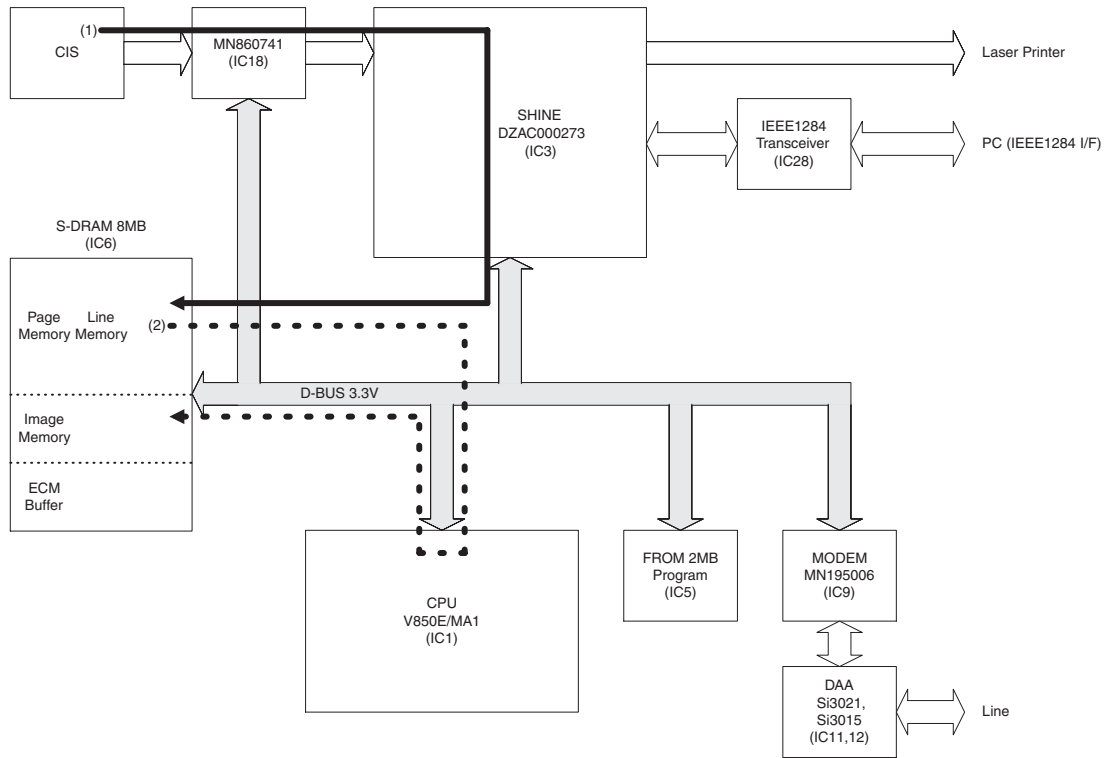 (1)
CIS
MN860741
(IC18)
SHINE
DZAC000273
(IC3)
Laser Printer
IEEE1284
Transceiver
(IC28)
PC (IEEE1284 I/F)
S-DRAM 8MB
(IC6)
Page Memory
Line Memory
(2)
D-BUS 3.3V
Image
Memory
ECM
Buffer
CPU
V850E/MA1
(IC1)
FROM 2MB
Program
(IC5)
MODEM
MN195006
(IC9)
DAA
Si3021,
Si3015
(IC11,12)
Line